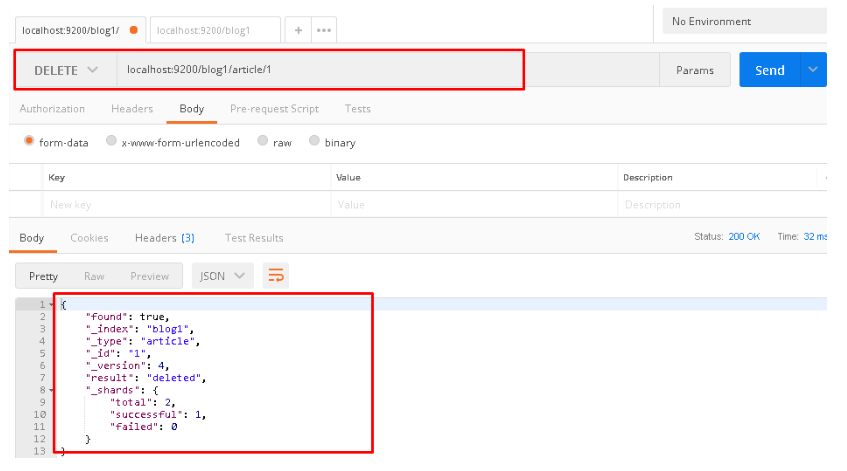 localhost:9200/blog1/ localhost:9200/blog1 + ••• No Environment
DELETE localhost:9200/blog1/article/1 Params Send
Authorization Headers Body Pre-request Script Tests
form-data x-www-form-urlencoded raw binary
Key Value Description
New key Value Description
Body Cookies Headers (3) Test Results Status: 200 OK Time: 32 ms
Pretty Raw Preview JSON
1 {
2 "found": true,
3 "_index": "blog1",
4 "_type": "article",
5 "_id": "1",
6 "_version": 4,
7 "result": "deleted",
8 "_shards": {
9 "total": 2,
10 "successful": 1,
11 "failed": 0
12 }
13 }